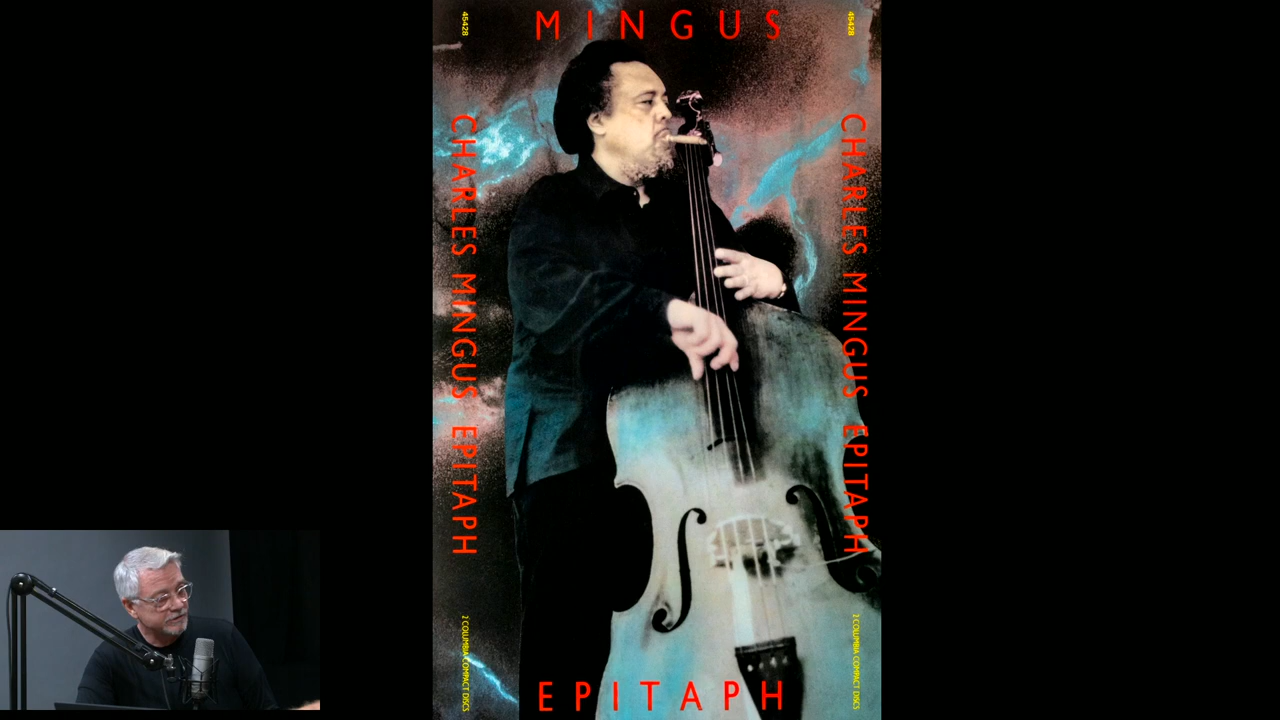 MINGUS
45428
CHARLES MINGUS EPITAPH
2 COLUMBIA COMPACT DISCS
45428
CHARLES MINGUS EPITAPH
2 COLUMBIA COMPACT DISCS
EPITAPH